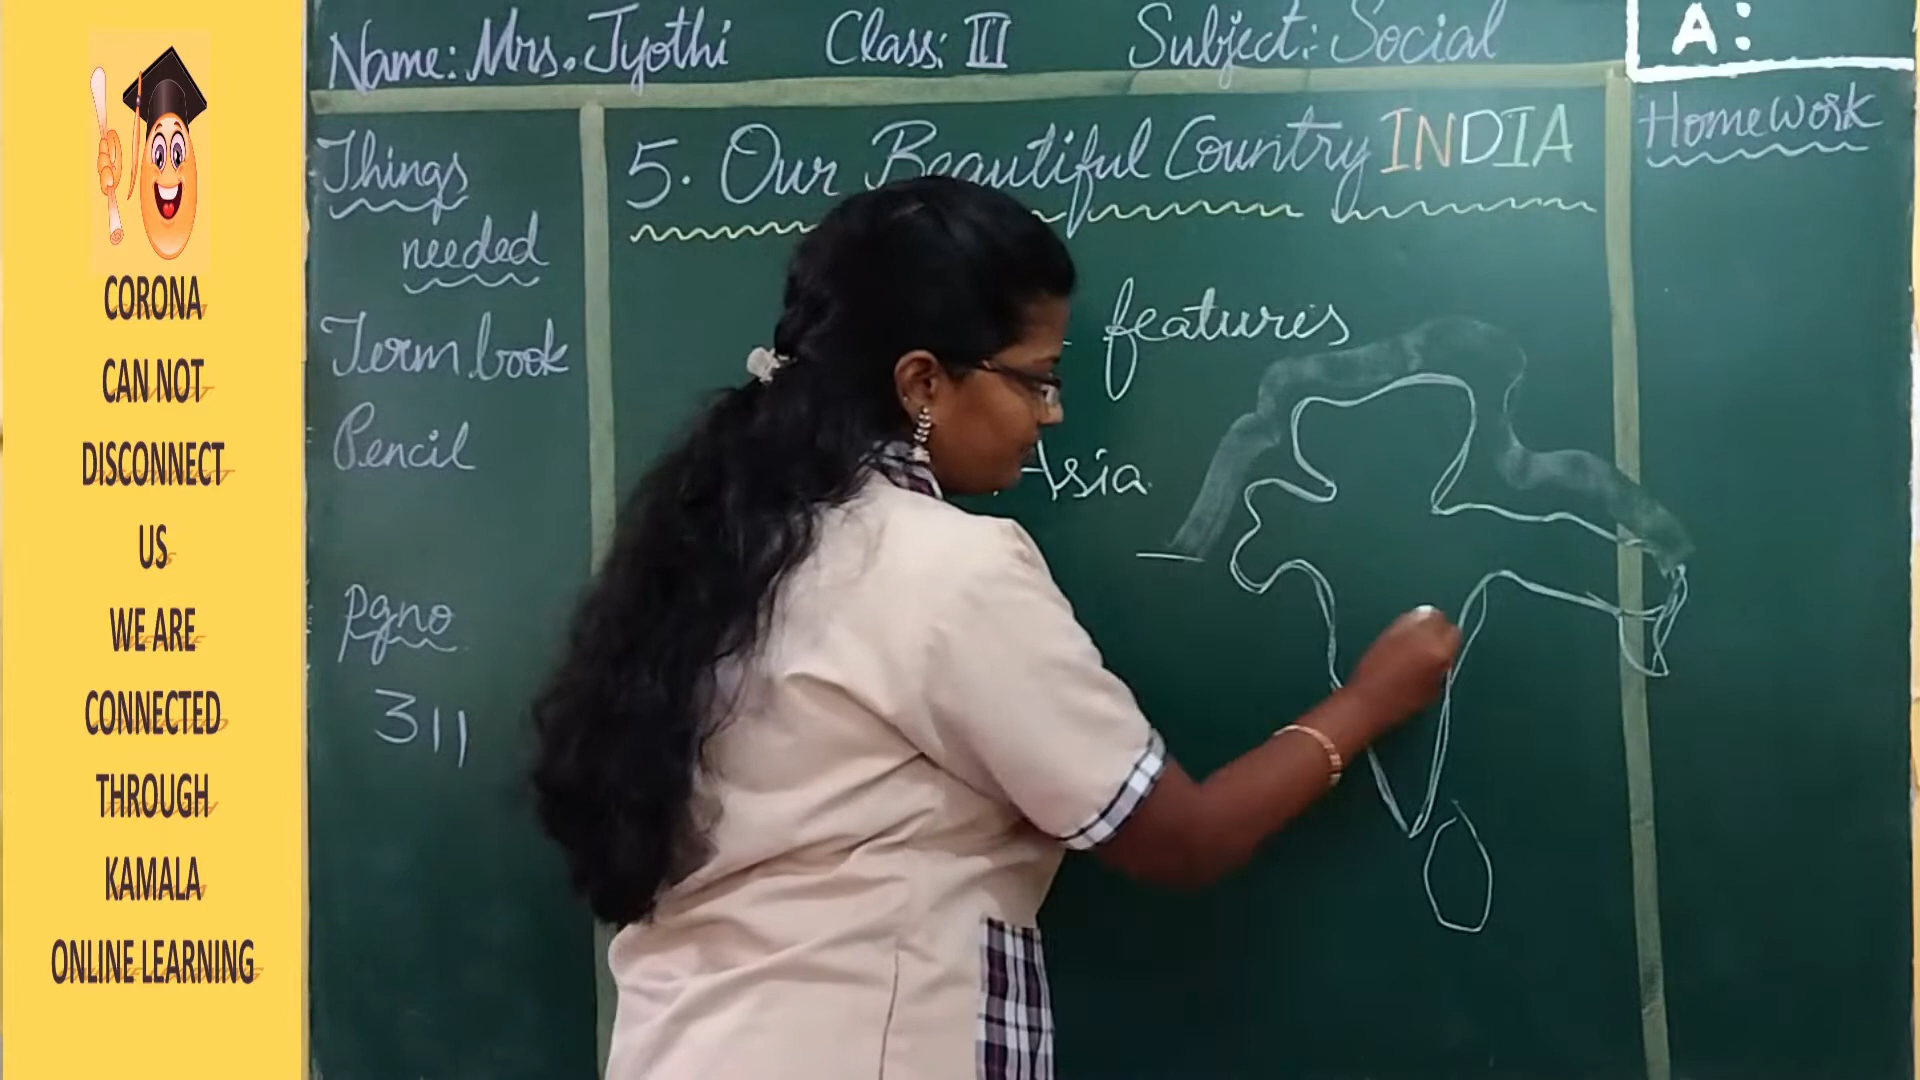 CORONA
CAN NOT
DISCONNECT
US
WE ARE
CONNECTED
THROUGH
KAMALA
ONLINE LEARNING
Name: Mrs. Jyothi Class: III Subject: Social
A:
Things
needed
Term book
Pencil
Pgno
311
5. Our Beautiful Country INDIA
features
Asia
Homework